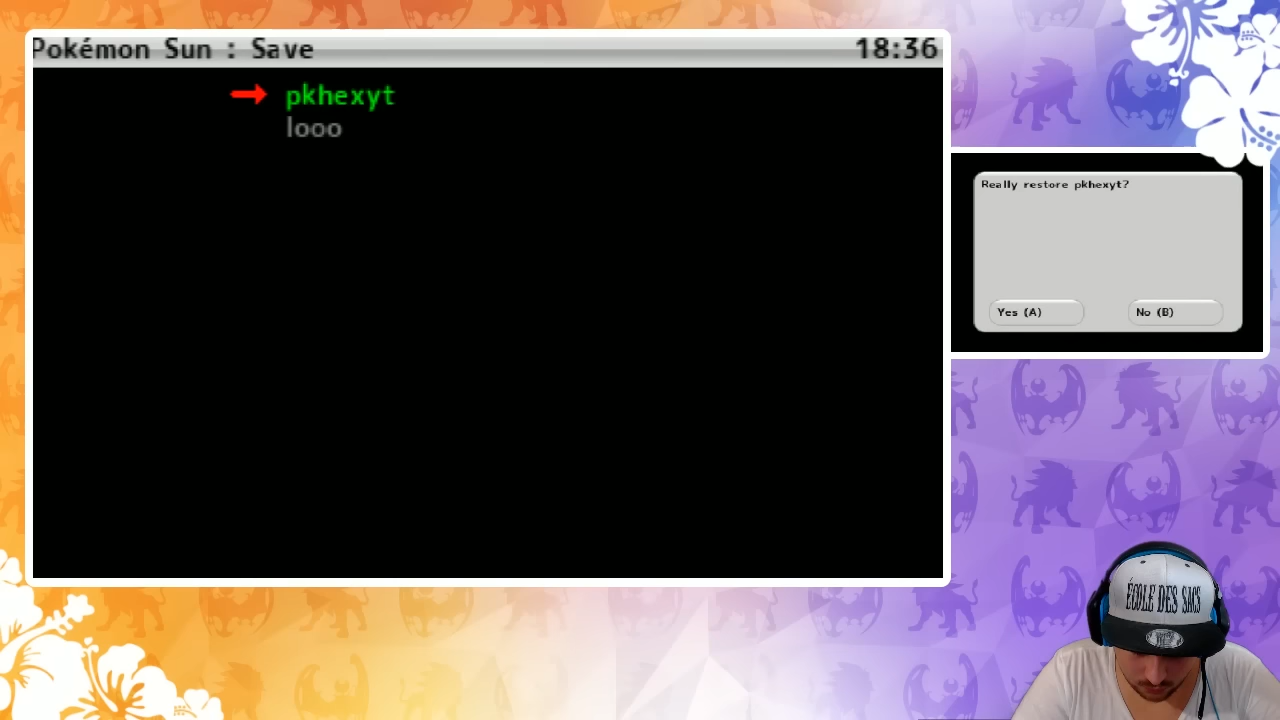 Pokémon Sun : Save
18:36
pkhexyt
looo
Really restore pkhexyt?
Yes (A)
No (B)
ÉCOLE DES SACS